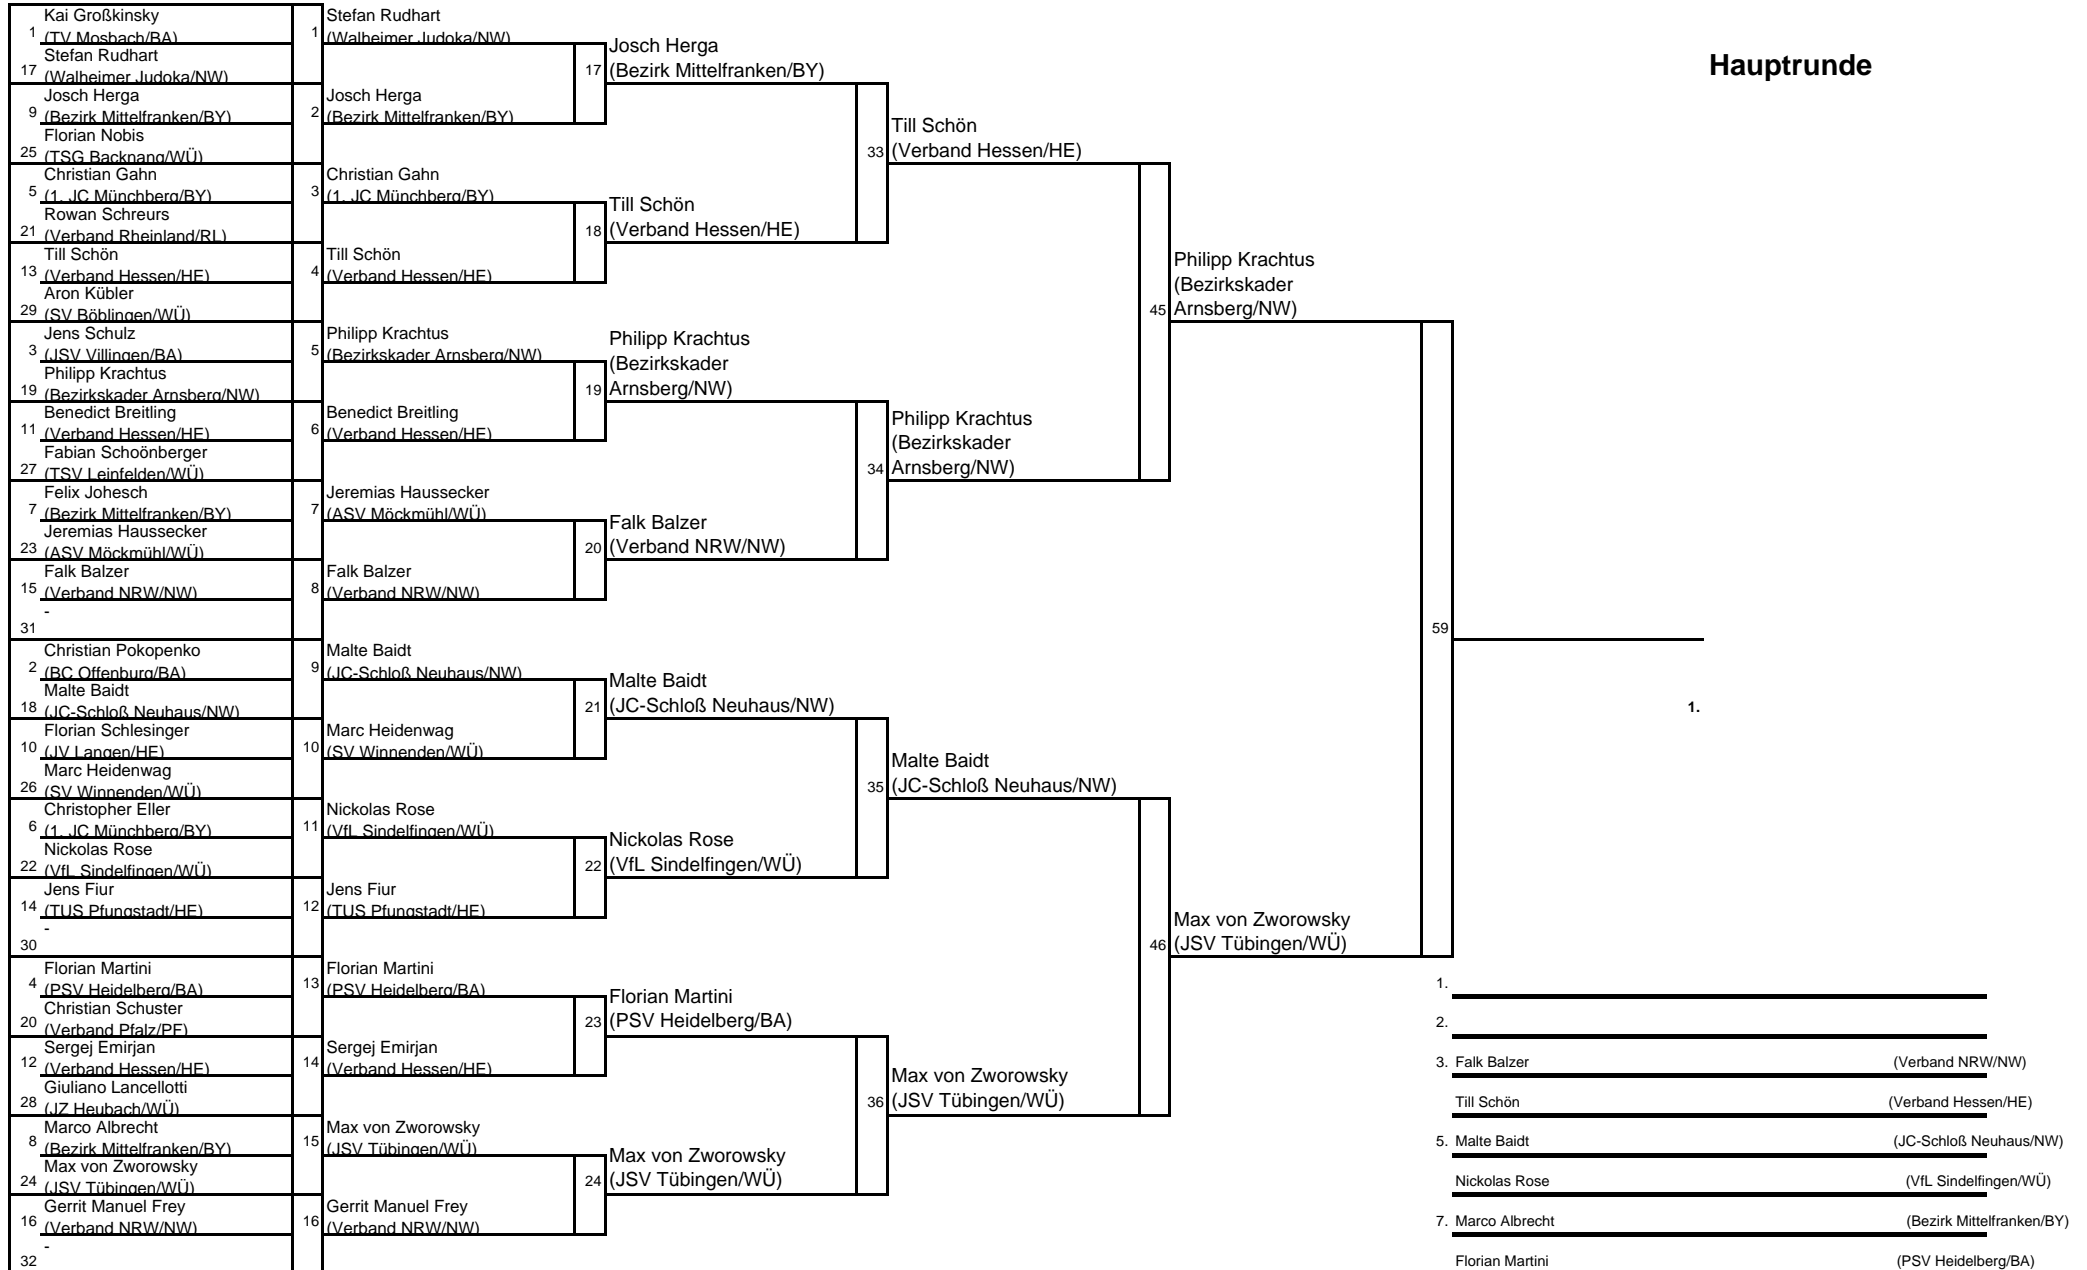 Hauptrunde
1 Kai Großkinsky
(TV Mosbach/BA)
17 Stefan Rudhart
(Walheimer Judoka/NW)
9 Josch Herga
(Bezirk Mittelfranken/BY)
25 Florian Nobis
(TSG Backnang/WÜ)
5 Christian Gahn
(1. JC Münchberg/BY)
21 Rowan Schreurs
(Verband Rheinland/RL)
13 Till Schön
(Verband Hessen/HE)
29 Aron Kübler
(SV Böblingen/WÜ)
3 Jens Schulz
(JSV Villingen/BA)
19 Philipp Krachtus
(Bezirkskader Arnsberg/NW)
11 Benedict Breitling
(Verband Hessen/HE)
27 Fabian Schoönberger
(TSV Leinfelden/WÜ)
7 Felix Johesch
(Bezirk Mittelfranken/BY)
23 Jeremias Haussecker
(ASV Möckmühl/WÜ)
15 Falk Balzer
(Verband NRW/NW)
31 -
2 Christian Pokopenko
(BC Offenburg/BA)
18 Malte Baidt
(JC-Schloß Neuhaus/NW)
10 Florian Schlesinger
(JV Langen/HE)
26 Marc Heidenwag
(SV Winnenden/WÜ)
6 Christopher Eller
(1. JC Münchberg/BY)
22 Nickolas Rose
(VfL Sindelfingen/WÜ)
14 Jens Fiur
(TUS Pfungstadt/HE)
30 -
4 Florian Martini
(PSV Heidelberg/BA)
20 Christian Schuster
(Verband Pfalz/PF)
12 Sergej Emirjan
(Verband Hessen/HE)
28 Giuliano Lancellotti
(JZ Heubach/WÜ)
8 Marco Albrecht
(Bezirk Mittelfranken/BY)
24 Max von Zworowsky
(JSV Tübingen/WÜ)
16 Gerrit Manuel Frey
(Verband NRW/NW)
32 -
1 Stefan Rudhart
(Walheimer Judoka/NW)
2 Josch Herga
(Bezirk Mittelfranken/BY)
3 Christian Gahn
(1. JC Münchberg/BY)
4 Till Schön
(Verband Hessen/HE)
5 Philipp Krachtus
(Bezirkskader Arnsberg/NW)
6 Benedict Breitling
(Verband Hessen/HE)
7 Jeremias Haussecker
(ASV Möckmühl/WÜ)
8 Falk Balzer
(Verband NRW/NW)
9 Malte Baidt
(JC-Schloß Neuhaus/NW)
10 Marc Heidenwag
(SV Winnenden/WÜ)
11 Nickolas Rose
(VfL Sindelfingen/WÜ)
12 Jens Fiur
(TUS Pfungstadt/HE)
13 Florian Martini
(PSV Heidelberg/BA)
14 Sergej Emirjan
(Verband Hessen/HE)
15 Max von Zworowsky
(JSV Tübingen/WÜ)
16 Gerrit Manuel Frey
(Verband NRW/NW)
17 Josch Herga
(Bezirk Mittelfranken/BY)
18 Till Schön
(Verband Hessen/HE)
19 Philipp Krachtus
(Bezirkskader
Arnsberg/NW)
20 Falk Balzer
(Verband NRW/NW)
21 Malte Baidt
(JC-Schloß Neuhaus/NW)
22 Nickolas Rose
(VfL Sindelfingen/WÜ)
23 Florian Martini
(PSV Heidelberg/BA)
24 Max von Zworowsky
(JSV Tübingen/WÜ)
33 Till Schön
(Verband Hessen/HE)
34 Philipp Krachtus
(Bezirkskader
Arnsberg/NW)
35 Malte Baidt
(JC-Schloß Neuhaus/NW)
36 Max von Zworowsky
(JSV Tübingen/WÜ)
45 Philipp Krachtus
(Bezirkskader
Arnsberg/NW)
46 Max von Zworowsky
(JSV Tübingen/WÜ)
59
1.
1.
2.
3. Falk Balzer (Verband NRW/NW)
Till Schön (Verband Hessen/HE)
5. Malte Baidt (JC-Schloß Neuhaus/NW)
Nickolas Rose (VfL Sindelfingen/WÜ)
7. Marco Albrecht (Bezirk Mittelfranken/BY)
Florian Martini (PSV Heidelberg/BA)